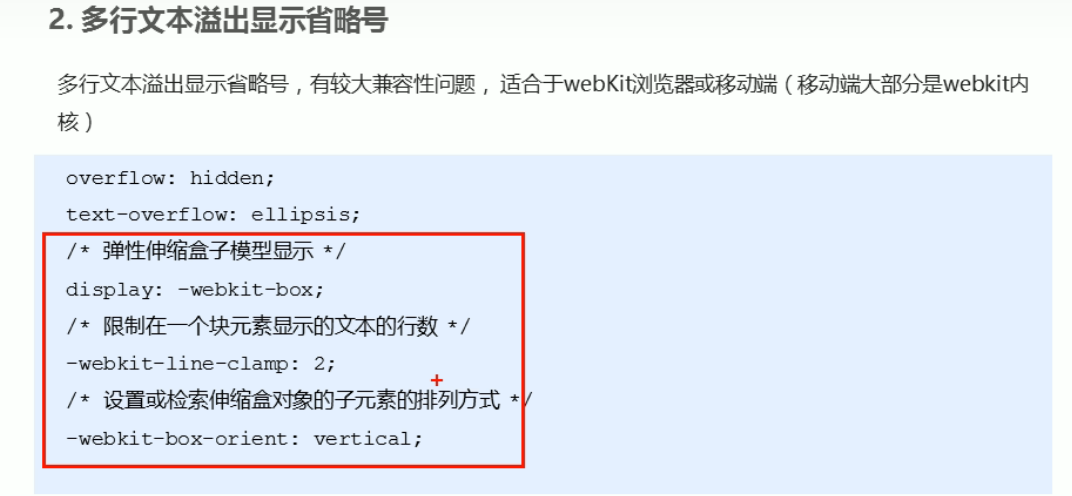 2. 多行文本溢出显示省略号
多行文本溢出显示省略号，有较大兼容性问题， 适合于webKit浏览器或移动端（移动端大部分是webkit内
核）
overflow: hidden;
text-overflow: ellipsis;
/* 弹性伸缩盒子模型显示 */
display: -webkit-box;
/* 限制在一个块元素显示的文本的行数 */
-webkit-line-clamp: 2;
/* 设置或检索伸缩盒对象的子元素的排列方式 */
-webkit-box-orient: vertical;